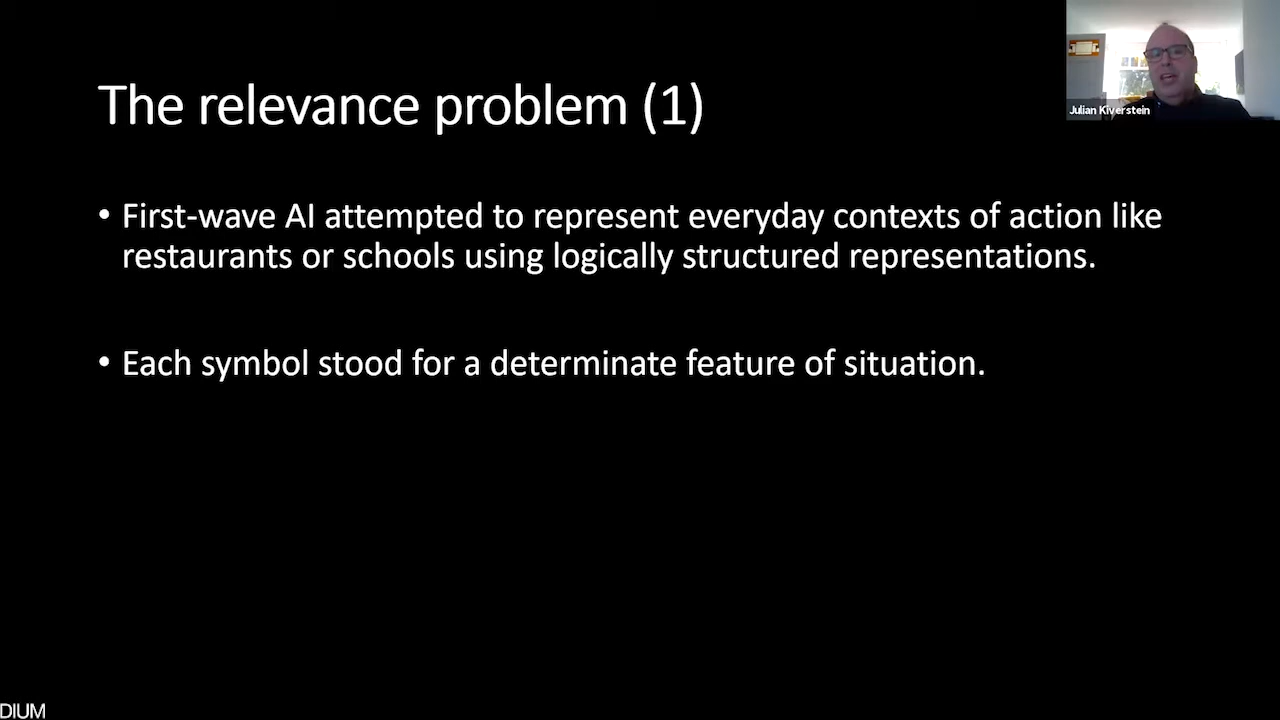 The relevance problem (1)
Julian Kiverstein
• First-wave AI attempted to represent everyday contexts of action like
restaurants or schools using logically structured representations.
• Each symbol stood for a determinate feature of situation.
DIUM